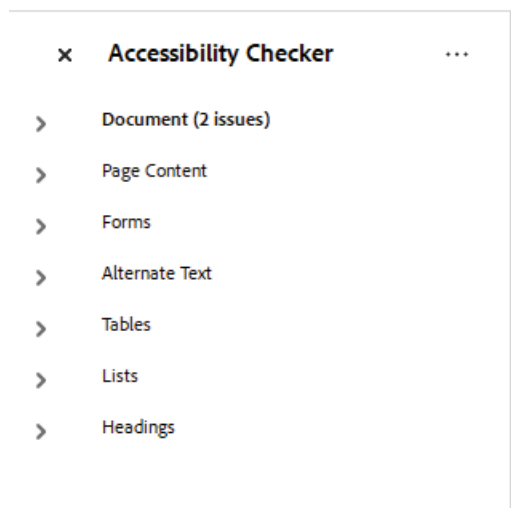 Accessibility Checker
Document (2 issues)
Page Content
Forms
Alternate Text
Tables
Lists
Headings